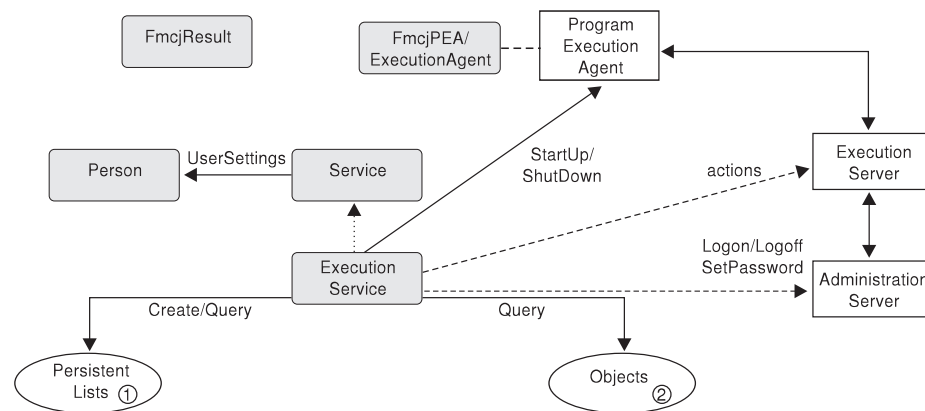 FmcjResult
FmcjPEA/
ExecutionAgent
Program
Execution
Agent
Person
UserSettings
Service
StartUp/
ShutDown
actions
Execution
Server
Execution
Service
Logon/Logoff
SetPassword
Administration
Server
Create/Query
Query
Persistent
Lists ①
Objects ②